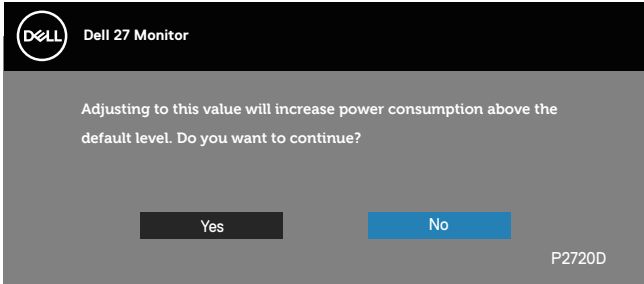 DELL
Dell 27 Monitor
Adjusting to this value will increase power consumption above the
default level. Do you want to continue?
Yes
No
P2720D